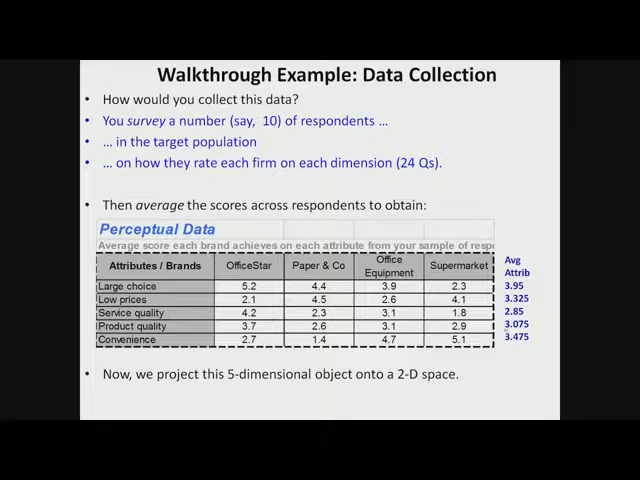 Walkthrough Example: Data Collection
• How would you collect this data?
• You survey a number (say, 10) of respondents …
• … in the target population
• … on how they rate each firm on each dimension (24 Qs).
• Then average the scores across respondents to obtain:
Perceptual Data
Average score each brand achieves on each attribute from your sample of
Attributes / Brands OfficeStar Paper & Co Office Equipment Supermarket Avg Attrib
Large choice 5.2 4.4 3.9 2.3 3.95
Low prices 2.1 4.5 2.6 4.1 3.325
Service quality 4.2 2.3 3.1 1.8 2.85
Product quality 3.7 2.6 3.1 2.9 3.075
Convenience 2.7 1.4 4.7 5.1 3.475
• Now, we project this 5-dimensional object onto a 2-D space.